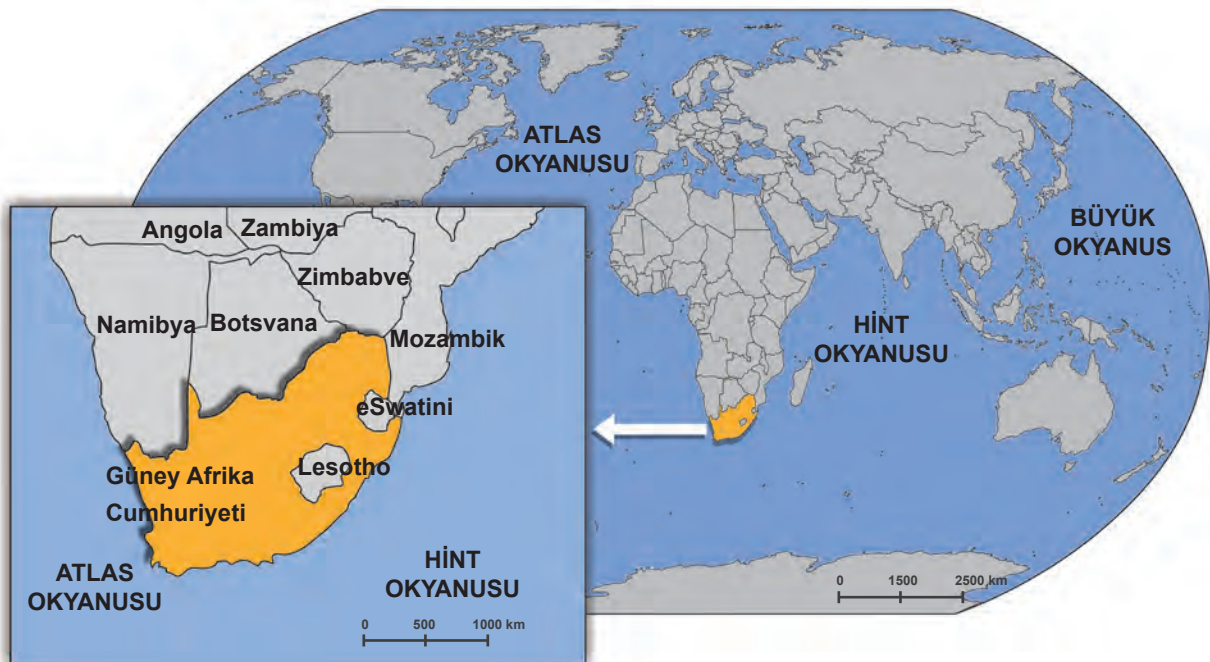 ATLAS
OKYANUSU
BÜYÜK
OKYANUS
HİNT
OKYANUSU
0 1500 2500 km
Angola Zambiya
Zimbabve
Namibya Botsvana
Mozambik
eSwatini
Lesotho
Güney Afrika
Cumhuriyeti
ATLAS
OKYANUSU
HİNT
OKYANUSU
0 500 1000 km